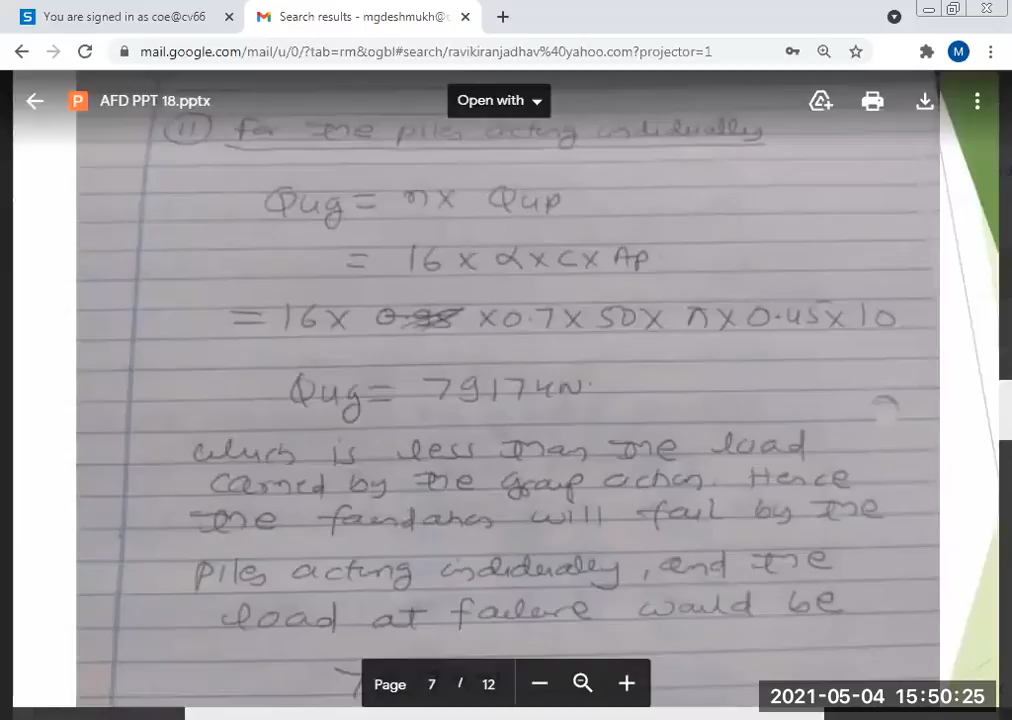 You are signed in as coe@cv66
Search results - mgdeshmukh@c
mail.google.com/mail/u/0/?tab=rm&ogbl#search/ravikiranjadhav%40yahoo.com?projector=1
M
P AFD PPT 18.pptx
Open with
(11) for the piles acting individually
Qug = n x Qup
= 16 x α x c x Ap
= 16 x x 0.7 x 50 x π x 0.45 x 10
Qug = 7917 kN.
which is less than the load
carried by the group action. Hence
the foundation will fail by the
piles acting individually, and the
load at failure would be
Page 7 / 12
2021-05-04 15:50:25